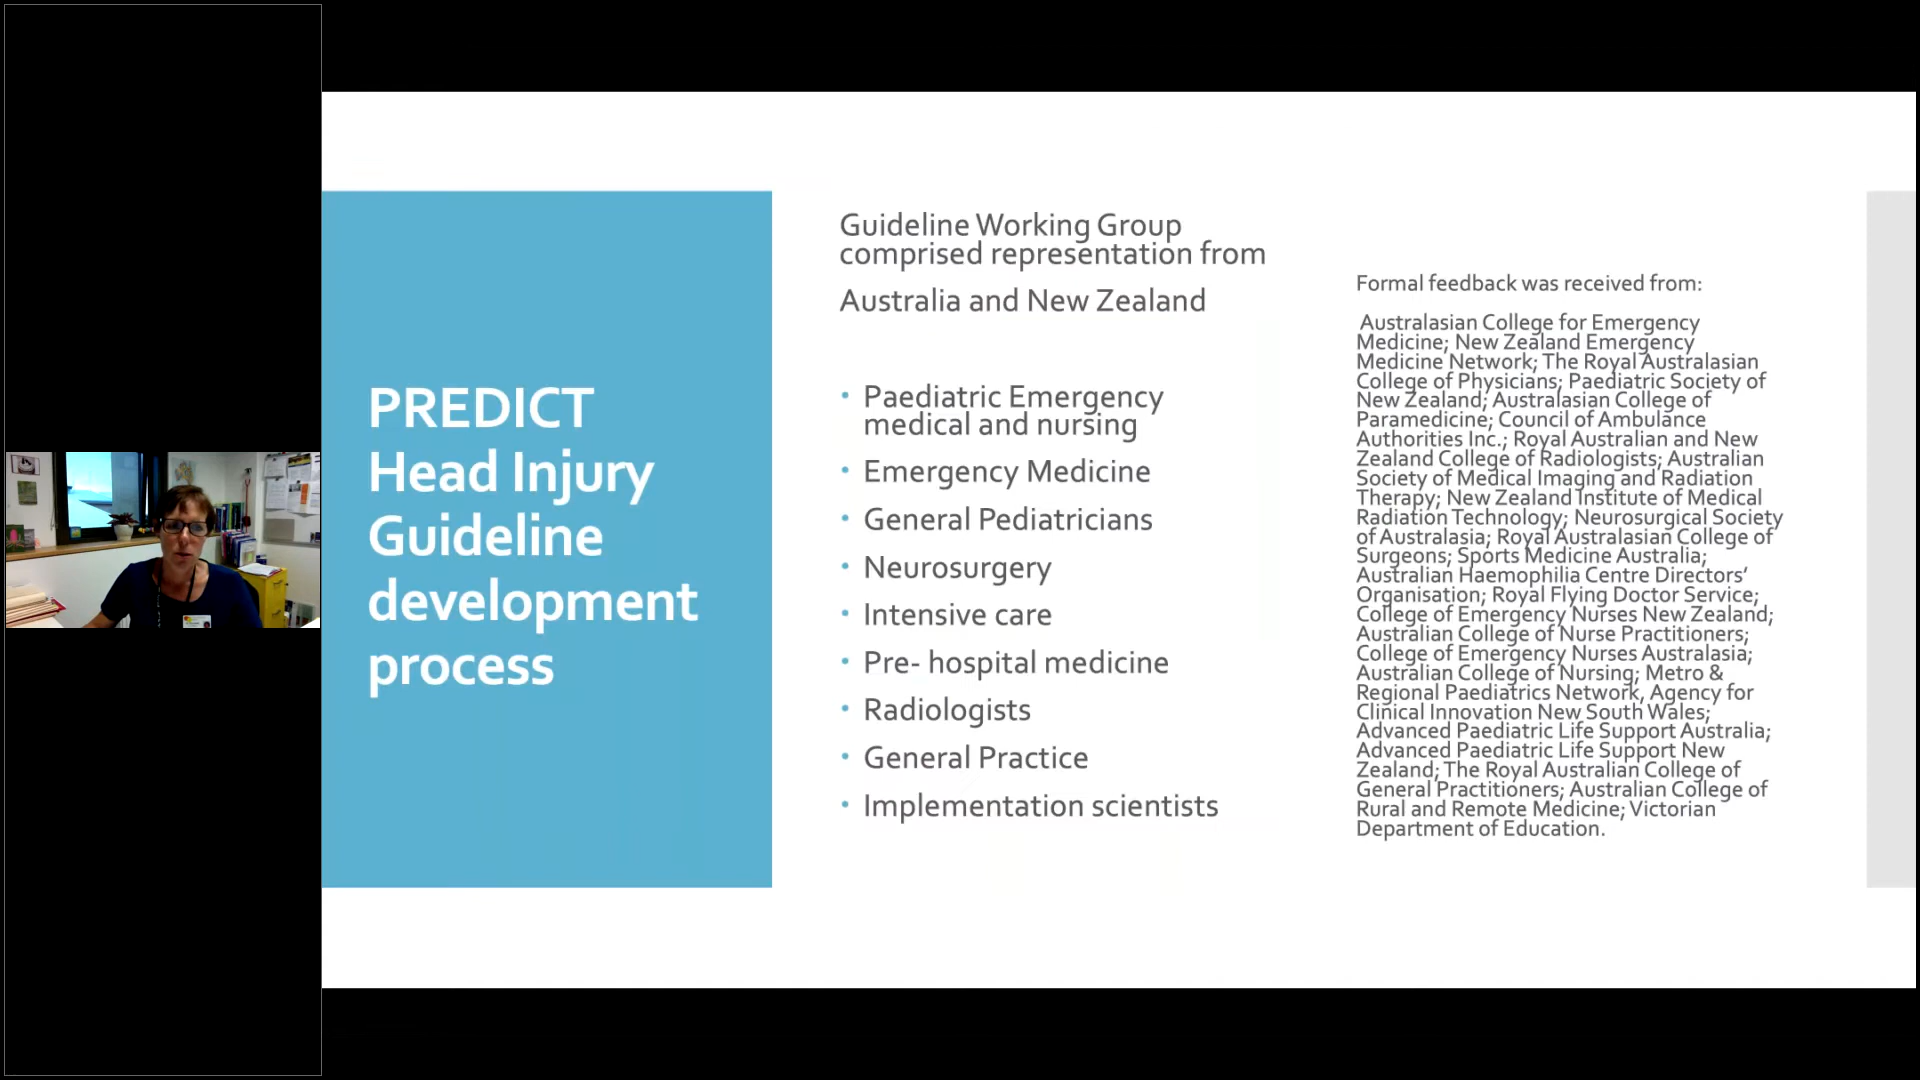 PREDICT
Head Injury
Guideline
development
process
Guideline Working Group
comprised representation from
Australia and New Zealand
• Paediatric Emergency
medical and nursing
• Emergency Medicine
• General Pediatricians
• Neurosurgery
• Intensive care
• Pre- hospital medicine
• Radiologists
• General Practice
• Implementation scientists
Formal feedback was received from:
Australasian College for Emergency
Medicine; New Zealand Emergency
Medicine Network; The Royal Australasian
College of Physicians; Paediatric Society of
New Zealand; Australasian College of
Paramedicine; Council of Ambulance
Authorities Inc.; Royal Australian and New
Zealand College of Radiologists; Australian
Society of Medical Imaging and Radiation
Therapy; New Zealand Institute of Medical
Radiation Technology; Neurosurgical Society
of Australasia; Royal Australasian College of
Surgeons; Sports Medicine Australia;
Australian Haemophilia Centre Directors’
Organisation; Royal Flying Doctor Service;
College of Emergency Nurses New Zealand;
Australian College of Nurse Practitioners;
College of Emergency Nurses Australasia;
Australian College of Nursing; Metro &
Regional Paediatrics Network, Agency for
Clinical Innovation New South Wales;
Advanced Paediatric Life Support Australia;
Advanced Paediatric Life Support New
Zealand; The Royal Australian College of
General Practitioners; Australian College of
Rural and Remote Medicine; Victorian
Department of Education.